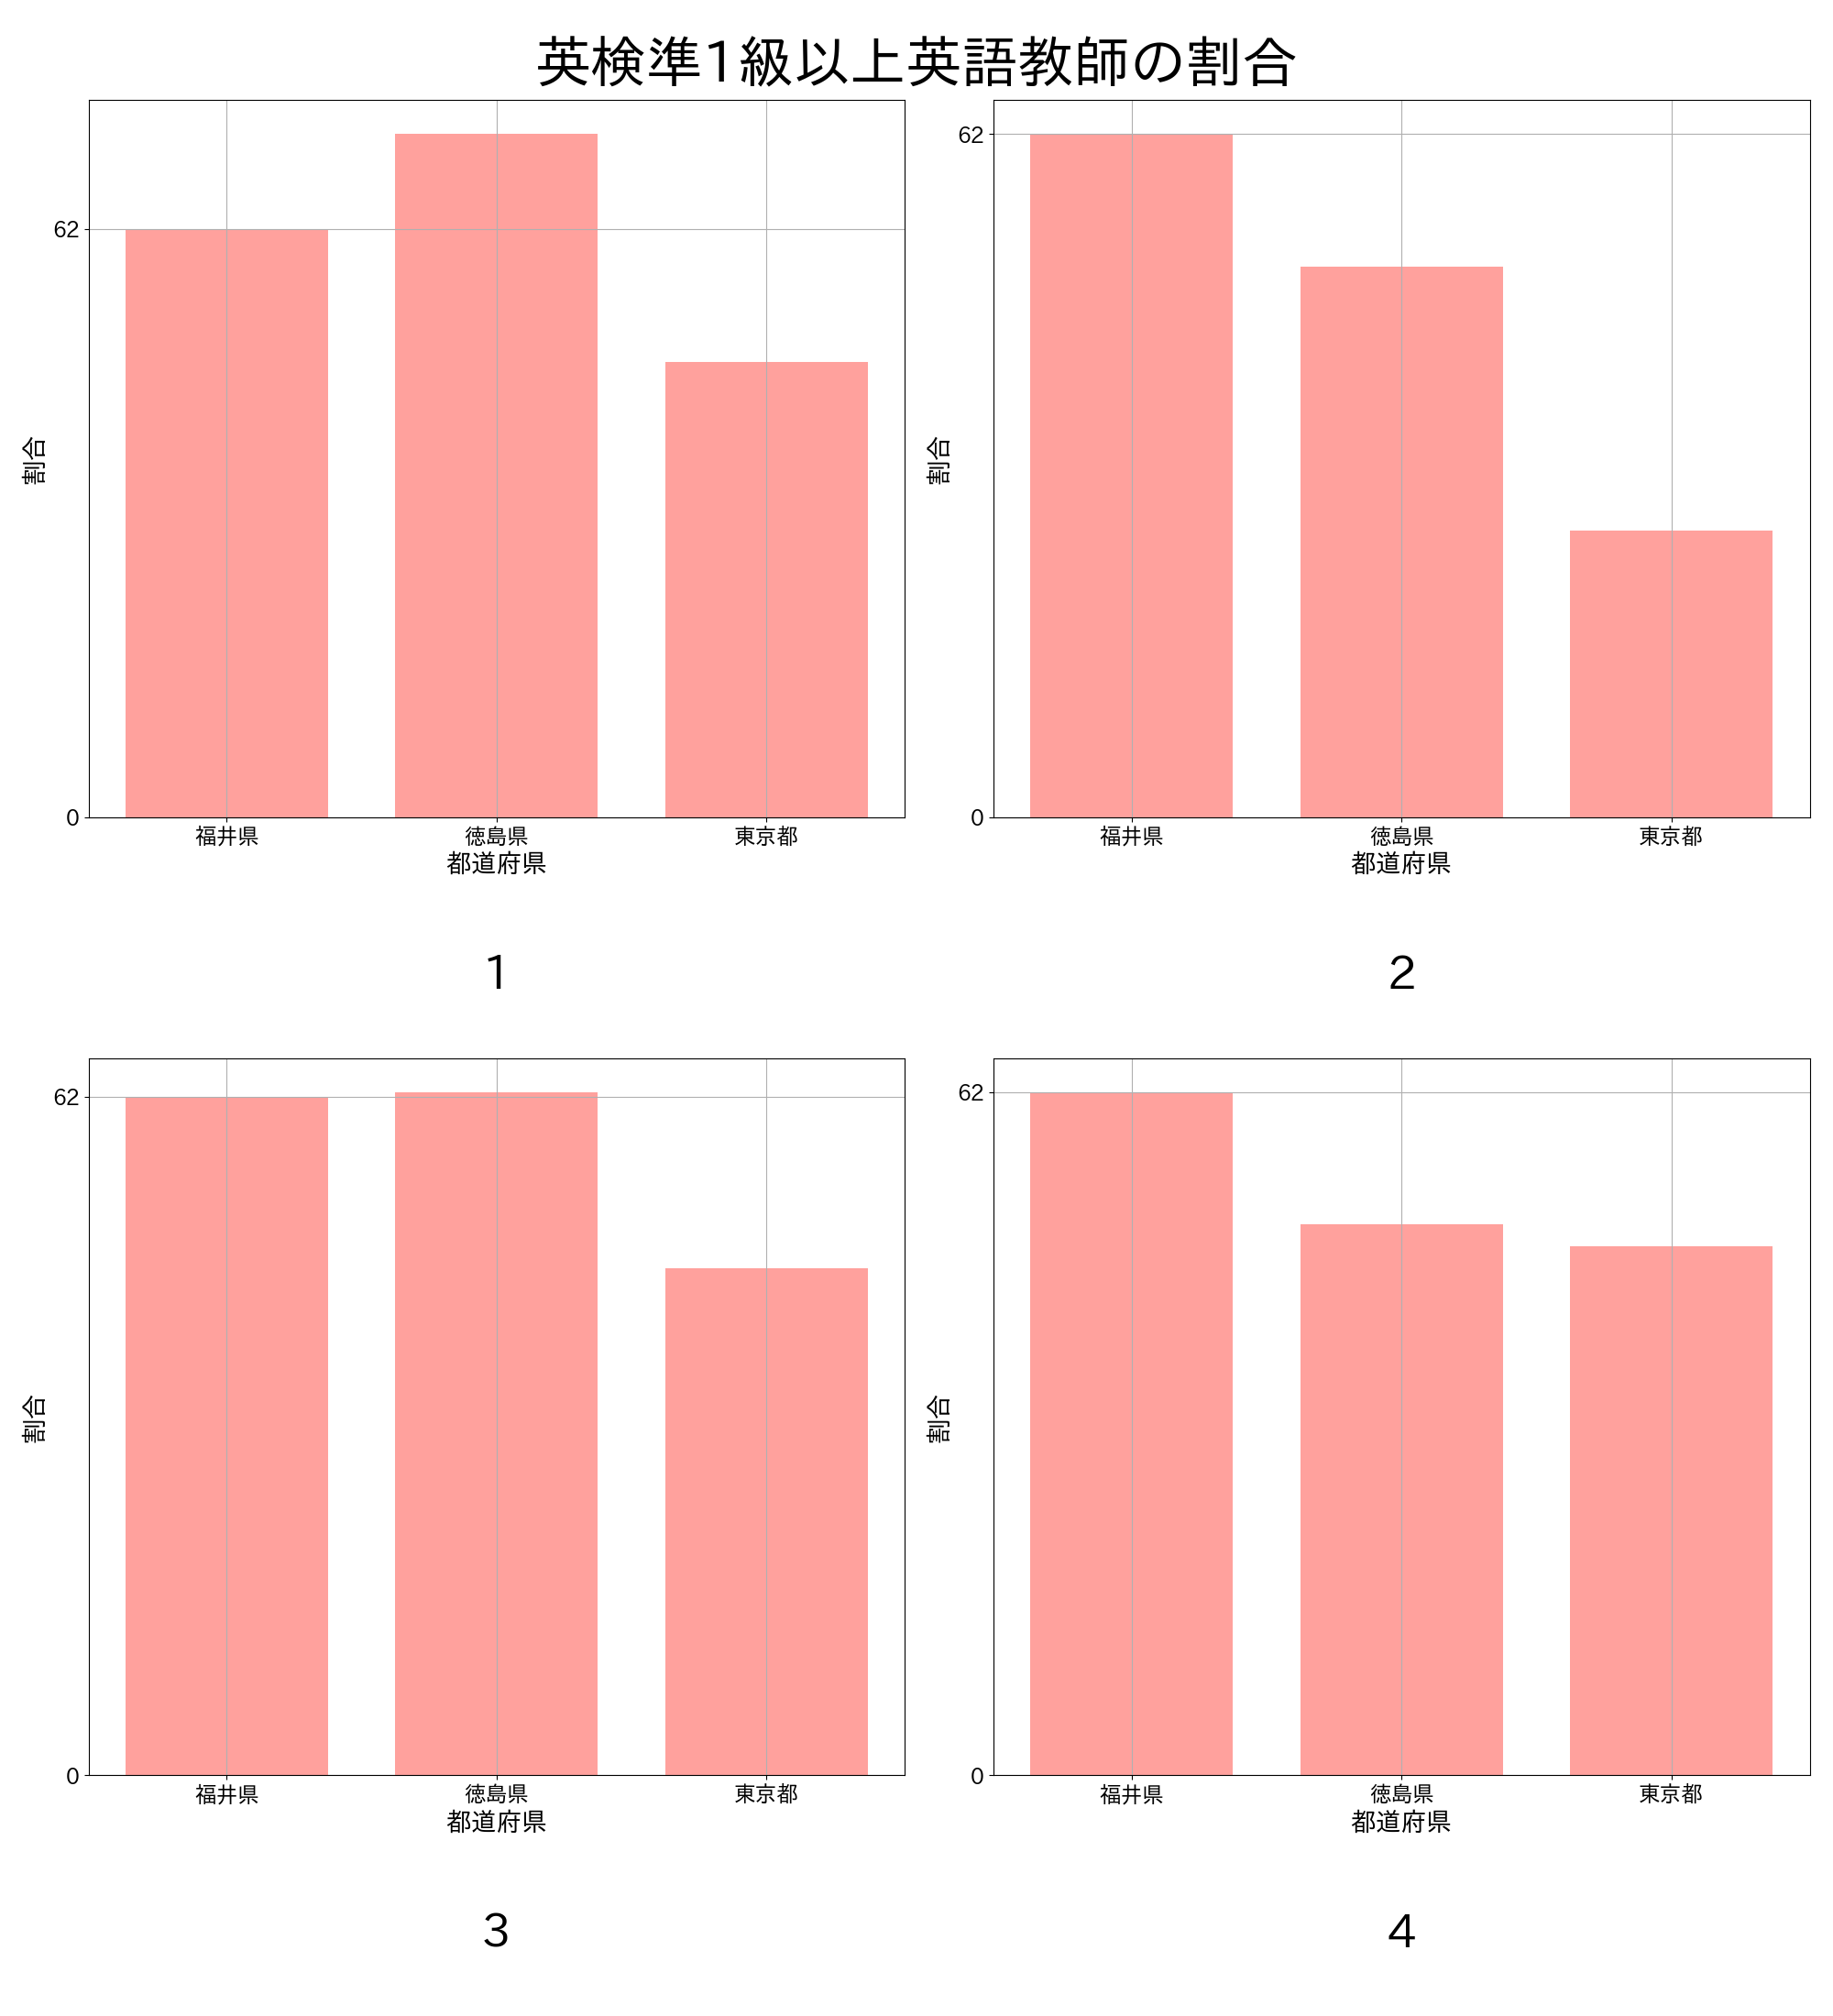 英検準1級以上英語教師の割合
62
0
割合
福井県 徳島県 東京都
都道府県
1
62
0
割合
福井県 徳島県 東京都
都道府県
2
62
0
割合
福井県 徳島県 東京都
都道府県
3
62
0
割合
福井県 徳島県 東京都
都道府県
4